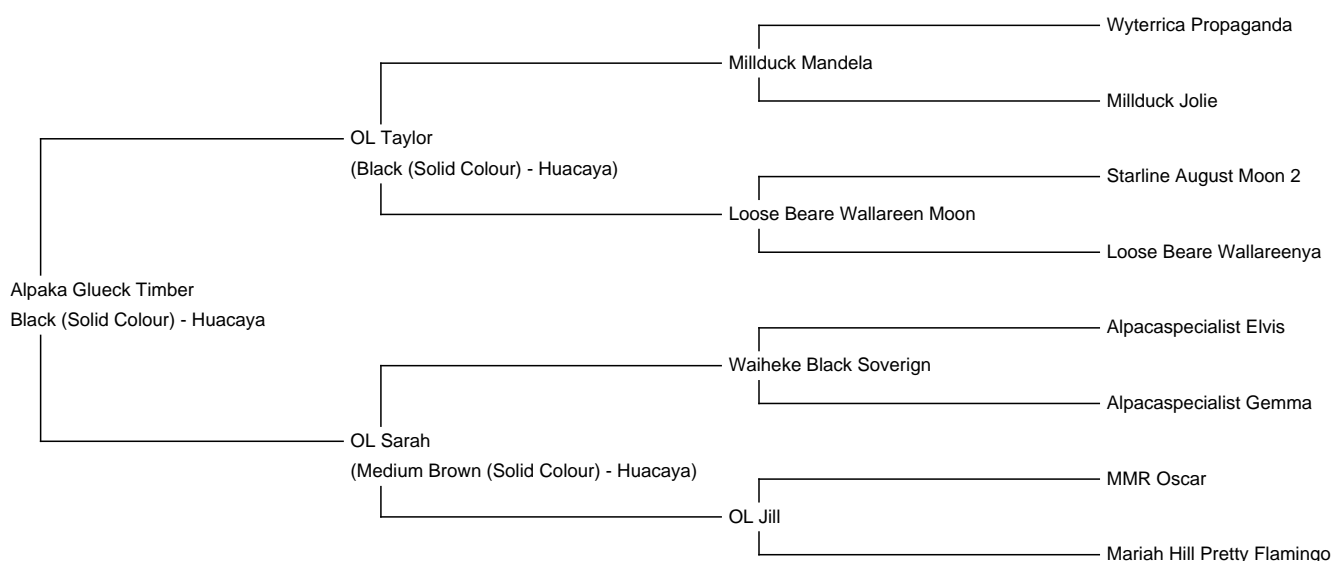 Wyterrica Propaganda
Millduck Mandela
Millduck Jolie
OL Taylor
(Black (Solid Colour) - Huacaya)
Starline August Moon 2
Loose Beare Wallareen Moon
Loose Beare Wallareenya
Alpaka Glueck Timber
Black (Solid Colour) - Huacaya
Alpacaspecialist Elvis
Waiheke Black Soverign
Alpacaspecialist Gemma
OL Sarah
(Medium Brown (Solid Colour) - Huacaya)
MMR Oscar
OL Jill
Mariah Hill Pretty Flamingo